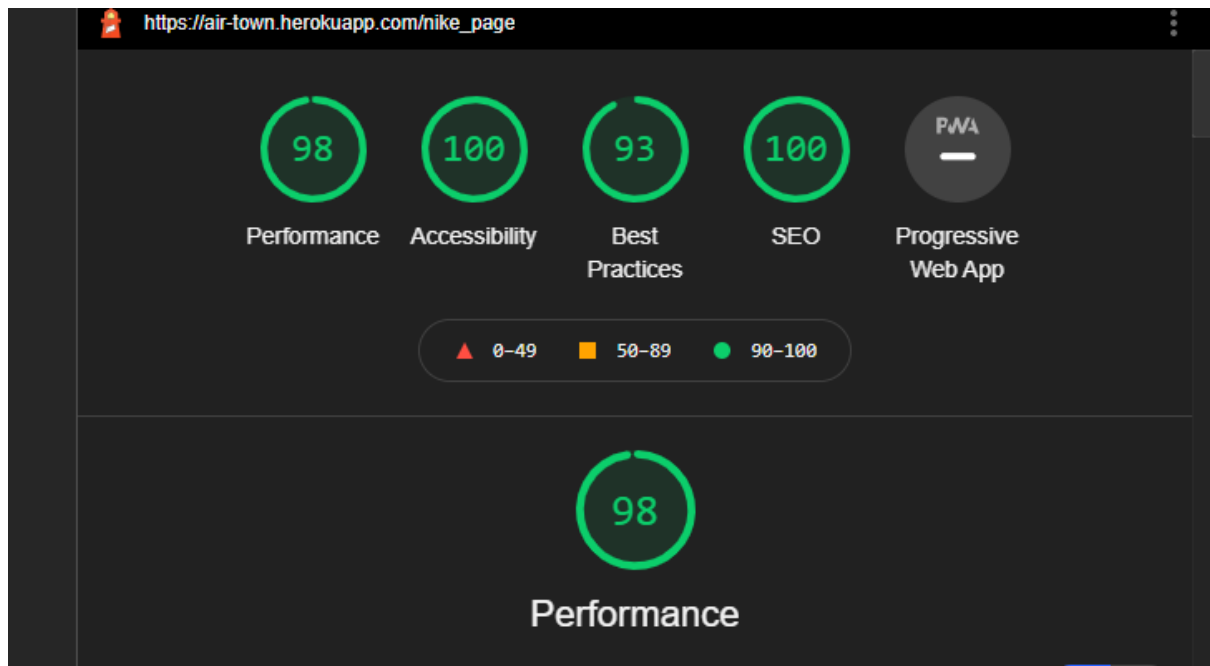 https://air-town.herokuapp.com/nike_page
98 100 93 100 PWA
Performance Accessibility Best SEO Progressive
Practices Web App
0–49 50–89 90–100
98
Performance